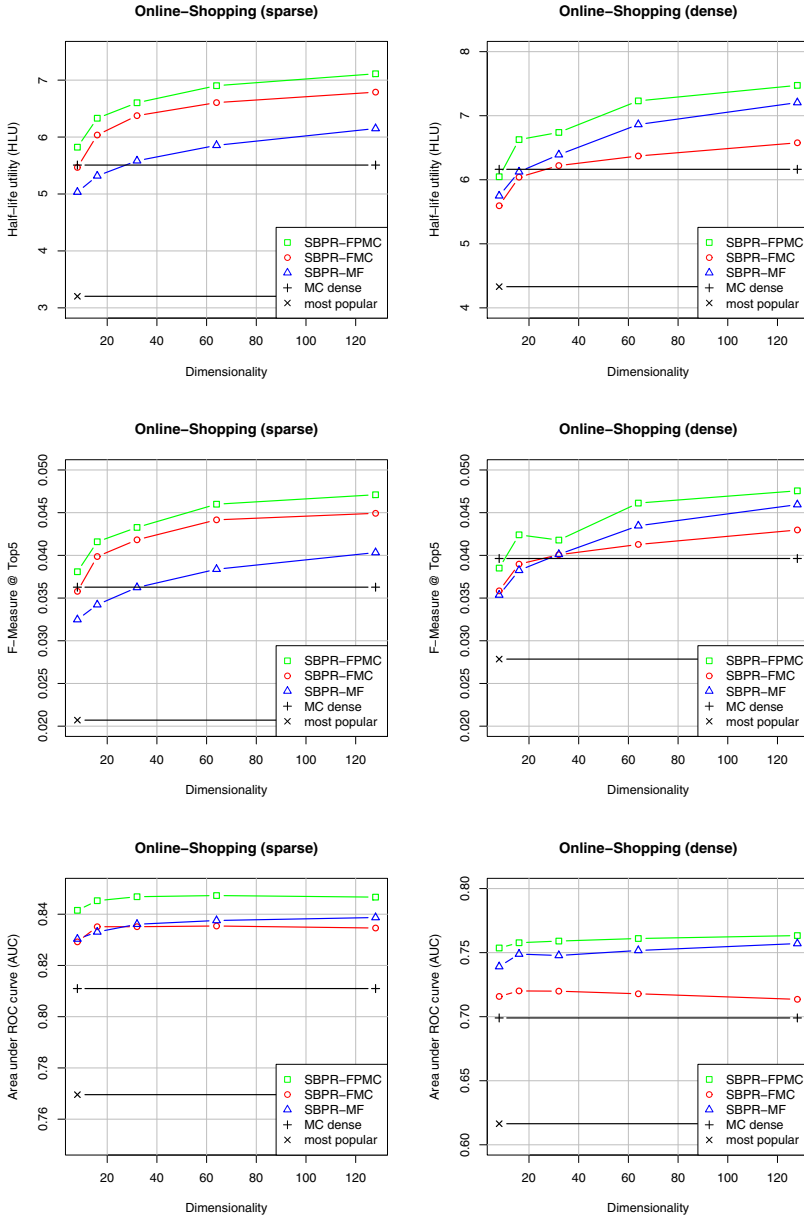 Online−Shopping (sparse)
Half−life utility (HLU)
7
6
5
4
3
SBPR−FPMC
SBPR−FMC
SBPR−MF
MC dense
most popular
20 40 60 80 100 120
Dimensionality
Online−Shopping (dense)
Half−life utility (HLU)
8
7
6
5
4
SBPR−FPMC
SBPR−FMC
SBPR−MF
MC dense
most popular
20 40 60 80 100 120
Dimensionality
Online−Shopping (sparse)
F−Measure @ Top5
0.050
0.045
0.040
0.035
0.030
0.025
0.020
SBPR−FPMC
SBPR−FMC
SBPR−MF
MC dense
most popular
20 40 60 80 100 120
Dimensionality
Online−Shopping (dense)
F−Measure @ Top5
0.050
0.045
0.040
0.035
0.030
0.025
0.020
SBPR−FPMC
SBPR−FMC
SBPR−MF
MC dense
most popular
20 40 60 80 100 120
Dimensionality
Online−Shopping (sparse)
Area under ROC curve (AUC)
0.84
0.82
0.80
0.78
0.76
SBPR−FPMC
SBPR−FMC
SBPR−MF
MC dense
most popular
20 40 60 80 100 120
Dimensionality
Online−Shopping (dense)
Area under ROC curve (AUC)
0.80
0.75
0.70
0.65
0.60
SBPR−FPMC
SBPR−FMC
SBPR−MF
MC dense
most popular
20 40 60 80 100 120
Dimensionality